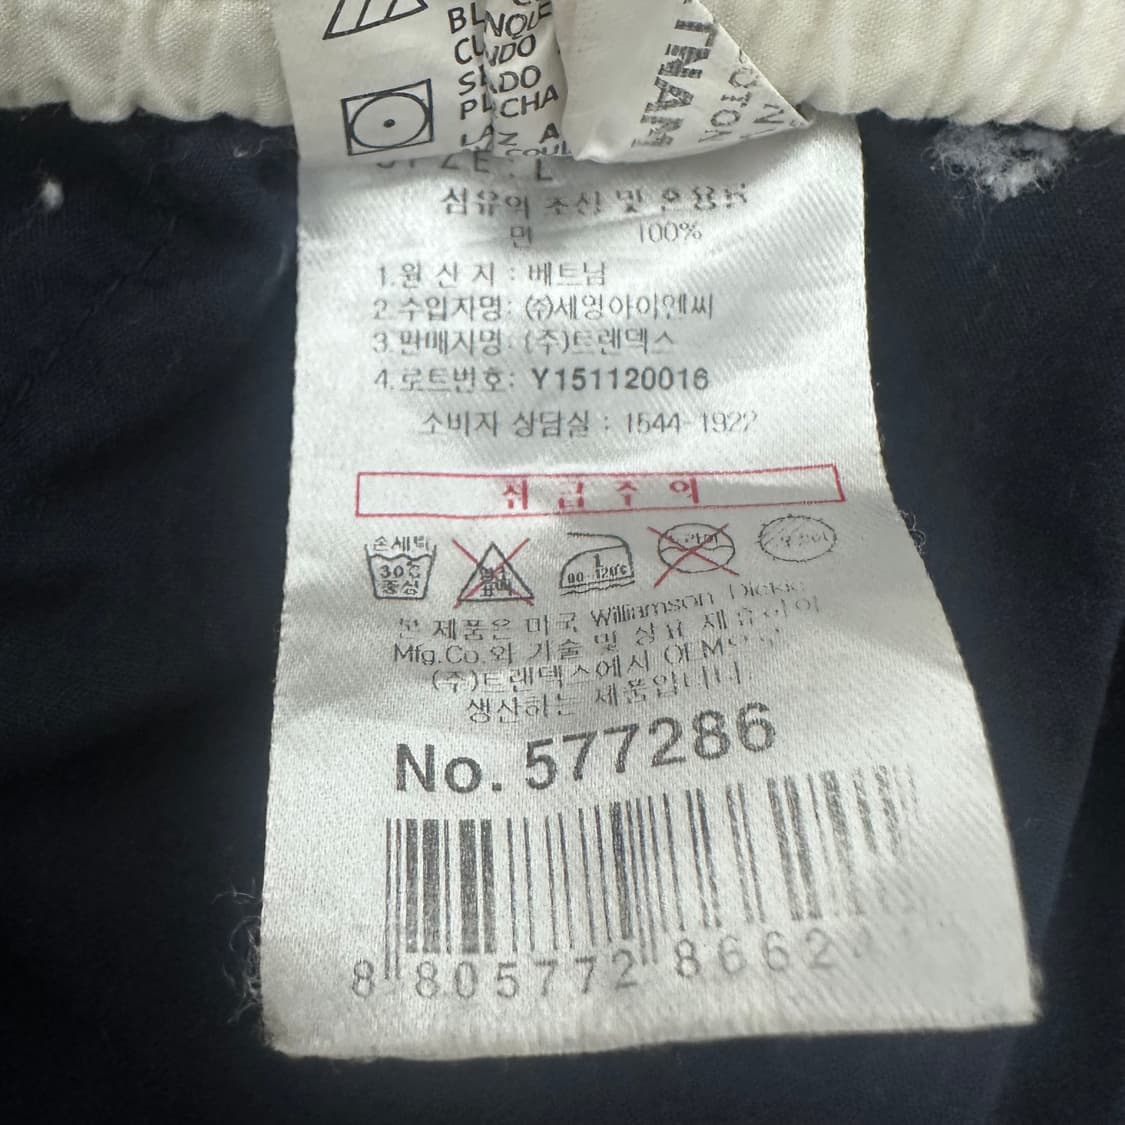 SIZE : L
섬유의 조성 및 혼용률
면 100%
1.원 산 지 : 베트남
2.수입자명: (주)세영아이엔씨
3.판매자명: (주)트렌덱스
4.로트번호: Y151120016
소비자 상담실 : 1544-1922
취 급 주 의
손세탁
30℃
중성
본 제품은 미국 Williamson Dickie
Mfg.Co.와 기술 및 상표 제휴하여
(주)트렌덱스에서 OEM으로
생산하는 제품입니다.
No. 577286
8 805772 8662